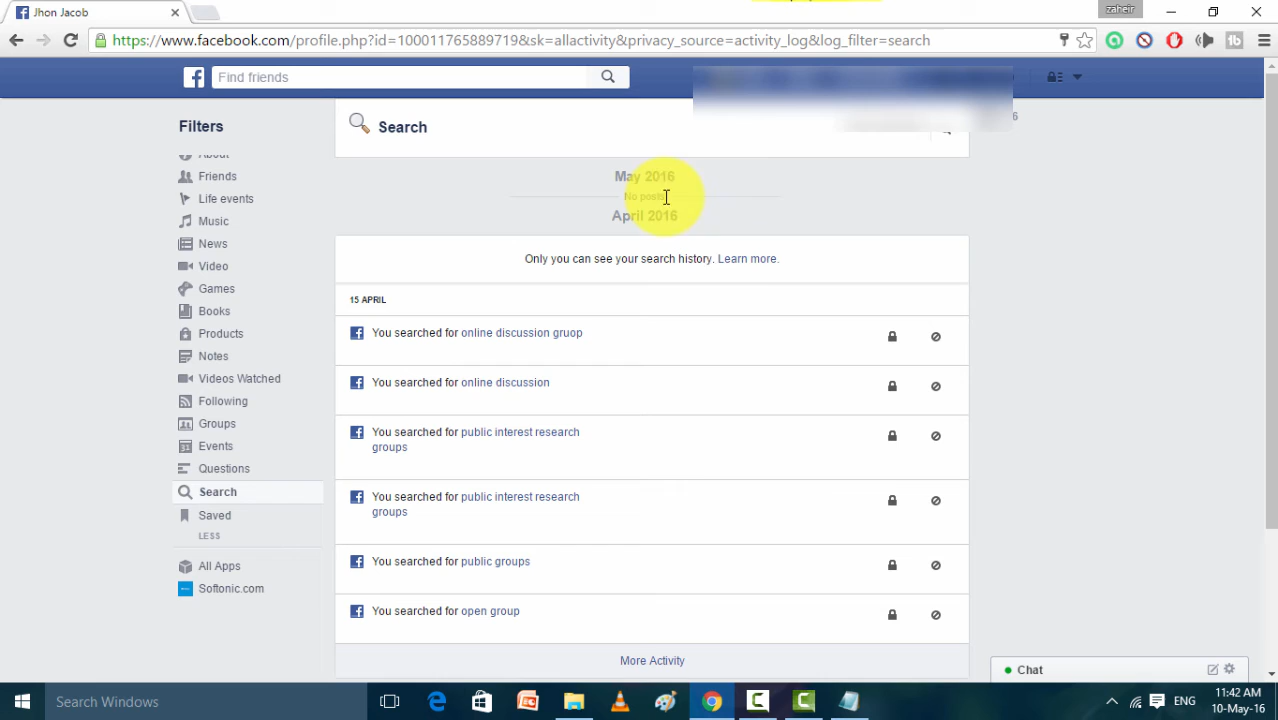 Jhon Jacob
zaheir
https://www.facebook.com/profile.php?id=100011765889719&sk=allactivity&privacy_source=activity_log&log_filter=search
Find friends
Filters
About
Friends
Life events
Music
News
Video
Games
Books
Products
Notes
Videos Watched
Following
Groups
Events
Questions
Search
Saved
LESS
All Apps
Softonic.com
Search
May 2016
No posts
April 2016
Only you can see your search history. Learn more.
15 APRIL
You searched for online discussion gruop
You searched for online discussion
You searched for public interest research
groups
You searched for public interest research
groups
You searched for public groups
You searched for open group
More Activity
Chat
Search Windows
ENG
11:42 AM
10-May-16